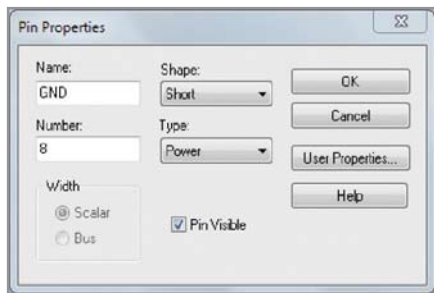 Pin Properties
Name:
GND
Shape:
Short
OK
Cancel
Number:
8
Type:
Power
User Properties...
Help
Width
Scalar
Bus
Pin Visible